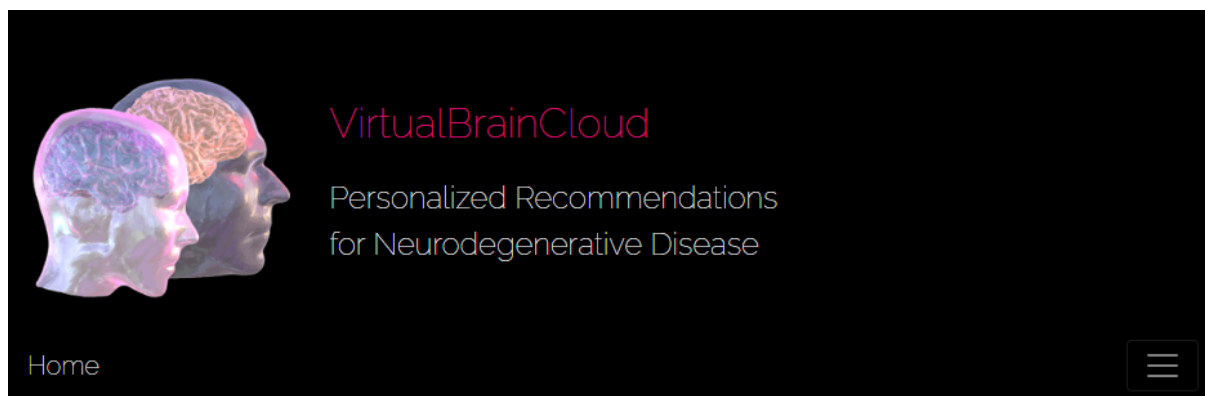 VirtualBrainCloud
Personalized Recommendations
for Neurodegenerative Disease
Home